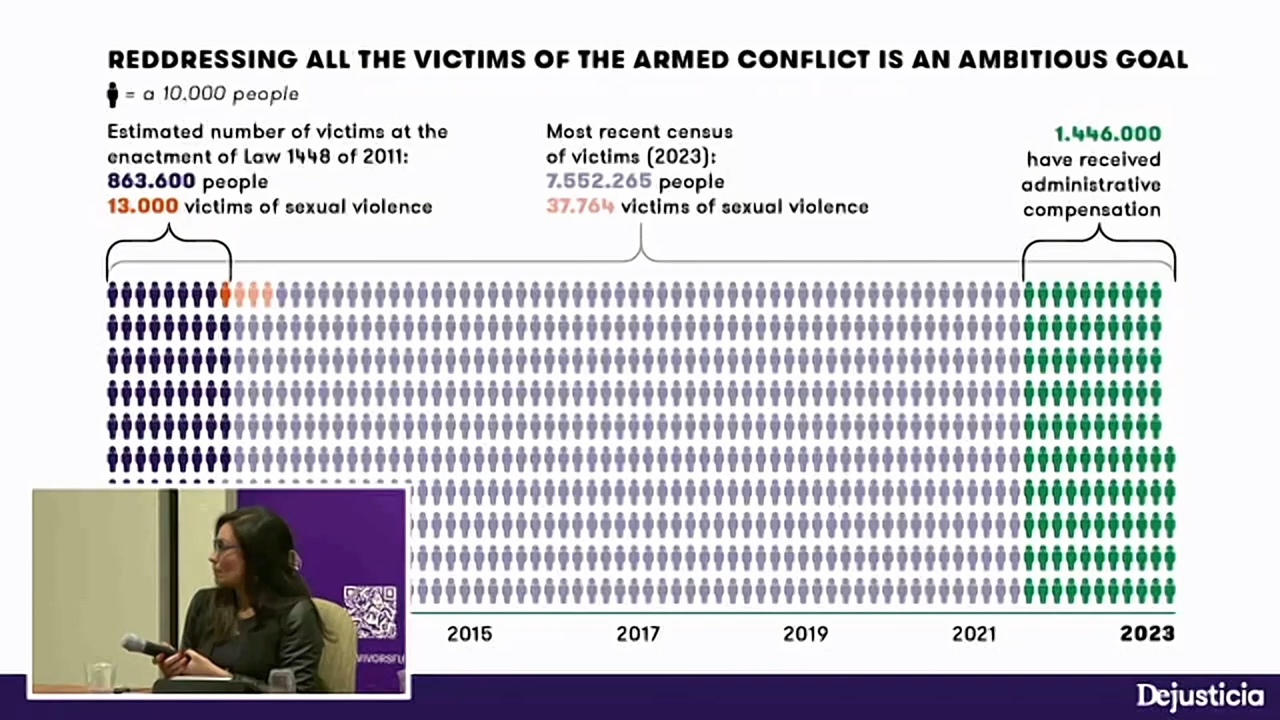 REDDRESSING ALL THE VICTIMS OF THE ARMED CONFLICT IS AN AMBITIOUS GOAL
= a 10.000 people
Estimated number of victims at the
enactment of Law 1448 of 2011:
863.600 people
13.000 victims of sexual violence
Most recent census
of victims (2023):
7.552.265 people
37.764 victims of sexual violence
1.446.000
have received
administrative
compensation
2015
2017
2019
2021
2023
Dejusticia